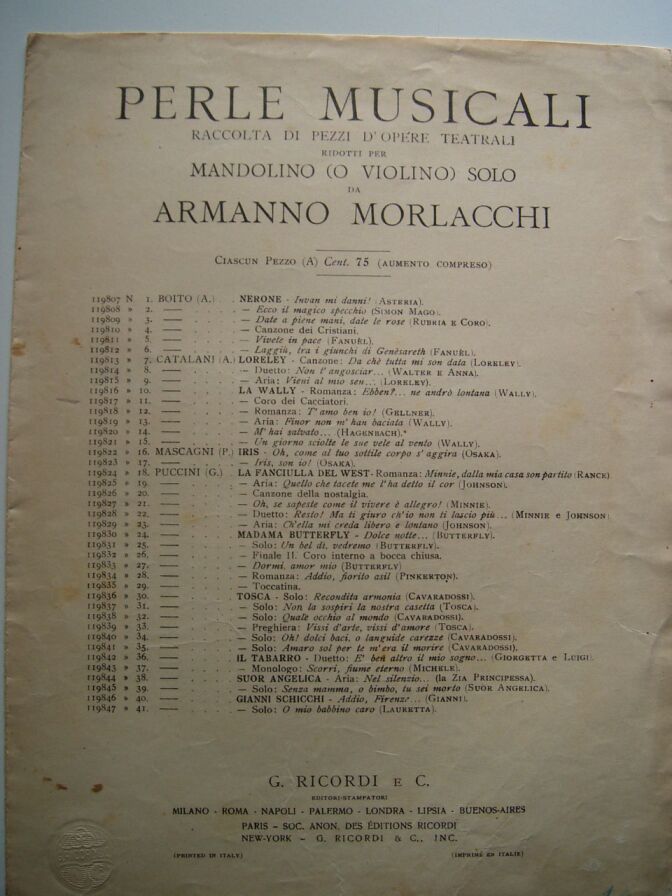 PERLE MUSICALI
RACCOLTA DI PEZZI D'OPERE TEATRALI
RIDOTTI PER
MANDOLINO (O VIOLINO) SOLO
DA
ARMANNO MORLACCHI
CIASCUN PEZZO (A) Cent. 75 (AUMENTO COMPRESO)
119807 N 1. BOITO (A.) . . NERONE - Invan mi danni! (ASTERIA).
119808 » 2. — . . . . — Ecco il magico specchio (SIMON MAGO).
119809 » 3. — . . . . — Date a piene mani, date le rose (RUBRIA E CORO).
119810 » 4. — . . . . — Canzone dei Cristiani.
119811 » 5. — . . . . — Vivete in pace (FANUÈL).
119812 » 6. — . . . . — Laggiù, tra i giunchi di Genèsareth (FANUÈL).
119813 » 7. CATALANI (A.) LORELEY - Canzone: Da chè tutta mi son data (LORELEY).
119814 » 8. — . . . . — Duetto: Non t'angosciar... (WALTER E ANNA).
119815 » 9. — . . . . — Aria: Vieni al mio sen... (LORELEY).
119816 » 10. — . . . . LA WALLY - Romanza: Ebben?... ne andrò lontana (WALLY).
119817 » 11. — . . . . — Coro dei Cacciatori.
119818 » 12. — . . . . — Romanza: T'amo ben io! (GELLNER).
119819 » 13. — . . . . — Aria: Finor non m'han baciata (WALLY).
119820 » 14. — . . . . — M'hai salvato... (HAGENBACH).*
119821 » 15. — . . . . — Un giorno sciolte le sue vele al vento (WALLY).
119822 » 16. MASCAGNI (P.) IRIS - Oh, come al tuo sottile corpo s'aggira (OSAKA).
119823 » 17. — . . . . — Iris, son io! (OSAKA).
119824 » 18. PUCCINI (G.) . LA FANCIULLA DEL WEST-Romanza: Minnie, dalla mia casa son partito (RANCE).
119825 » 19. — . . . . — Aria: Quello che tacete me l'ha detto il cor (JOHNSON).
119826 » 20. — . . . . — Canzone della nostalgia.
119827 » 21. — . . . . — Oh, se sapeste come il vivere è allegro! (MINNIE).
119828 » 22. — . . . . — Duetto: Resto! Ma ti giuro ch'io non ti lascio più... (MINNIE E JOHNSON).
119829 » 23. — . . . . — Aria: Ch'ella mi creda libero e lontano (JOHNSON).
119830 » 24. — . . . . MADAMA BUTTERFLY - Dolce notte... (BUTTERFLY).
119831 » 25. — . . . . — Solo: Un bel dì, vedremo (BUTTERFLY).
119832 » 26. — . . . . — Finale II. Coro interno a bocca chiusa.
119833 » 27. — . . . . — Dormi, amor mio (BUTTERFLY).
119834 » 28. — . . . . — Romanza: Addio, fiorito asil (PINKERTON).
119835 » 29. — . . . . — Toccatina.
119836 » 30. — . . . . TOSCA - Solo: Recondita armonia (CAVARADOSSI).
119837 » 31. — . . . . — Solo: Non la sospiri la nostra casetta (TOSCA).
119838 » 32. — . . . . — Solo: Quale occhio al mondo (CAVARADOSSI).
119839 » 33. — . . . . — Preghiera: Vissi d'arte, vissi d'amore (TOSCA).
119840 » 34. — . . . . — Solo: Oh! dolci baci, o languide carezze (CAVARADOSSI).
119841 » 35. — . . . . — Solo: Amaro sol per te m'era il morire (CAVARADOSSI).
119842 » 36. — . . . . IL TABARRO - Duetto: E' ben altro il mio sogno... (GIORGETTA E LUIGI).
119843 » 37. — . . . . — Monologo: Scorri, fiume eterno (MICHELE).
119844 » 38. — . . . . SUOR ANGELICA - Aria: Nel silenzio... (la ZIA PRINCIPESSA).
119845 » 39. — . . . . — Solo: Senza mamma, o bimbo, tu sei morto (SUOR ANGELICA).
119846 » 40. — . . . . GIANNI SCHICCHI - Addio, Firenze... (GIANNI).
119847 » 41. — . . . . — Solo: O mio babbino caro (LAURETTA).
G. RICORDI E C.
EDITORI-STAMPATORI
MILANO - ROMA - NAPOLI - PALERMO - LONDRA - LIPSIA - BUENOS-AIRES
PARIS - SOC. ANON. DES ÉDITIONS RICORDI
NEW-YORK - G. RICORDI & C., INC.
(PRINTED IN ITALY) (IMPRIMÉ EN ITALIE)